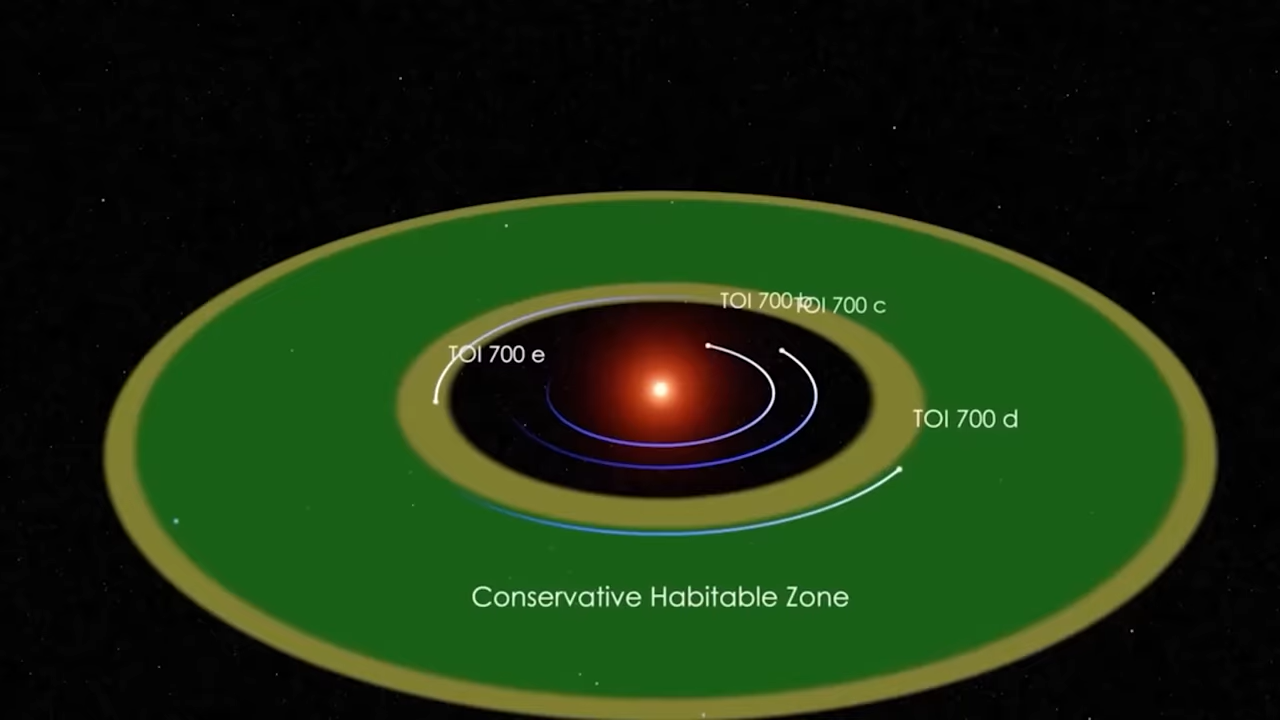 TOI 700 b
TOI 700 c
TOI 700 e
TOI 700 d
Conservative Habitable Zone